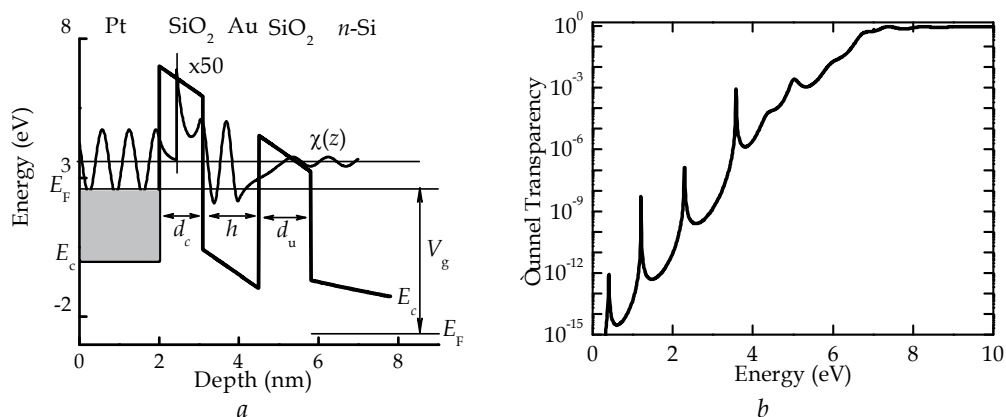 Pt SiO2 Au SiO2 n-Si
8
3
-2
Energy (eV)
x50
χ(z)
EF
Ec
dc
h
du
Vg
Ec
EF
0 2 4 6 8
Depth (nm)
a
10^0
10^-3
10^-6
10^-9
10^-12
10^-15
Òunnel Transparency
0 2 4 6 8 10
Energy (eV)
b